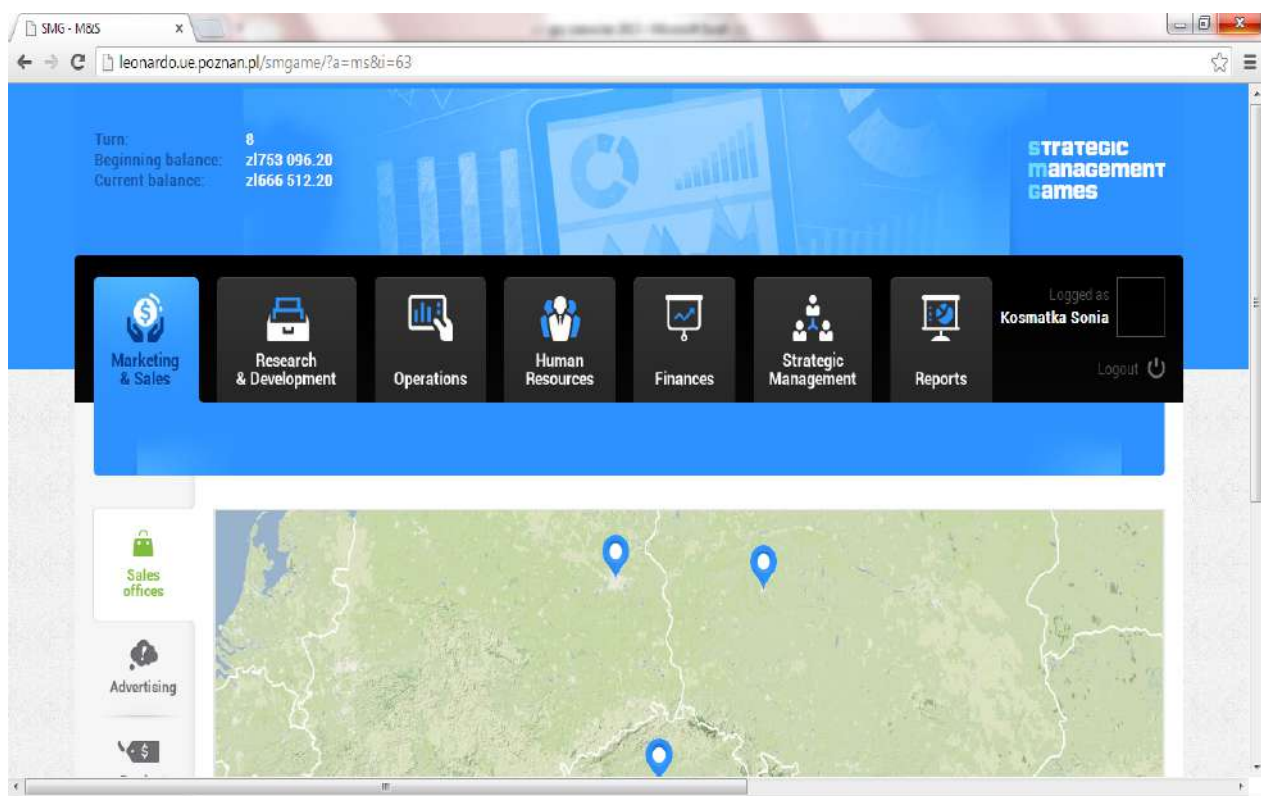 SMG - M&S
leonardo.ue.poznan.pl/smgame/?a=ms&i=63
Turn: 8
Beginning balance: zl753 096.20
Current balance: zl666 512.20
strategic
management
games
Marketing
& Sales
Research
& Development
Operations
Human
Resources
Finances
Strategic
Management
Reports
Logged as
Kosmatka Sonia
Logout
Sales
offices
Advertising